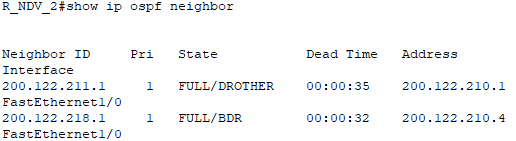 R_NDV_2#show ip ospf neighbor
Neighbor ID     Pri   State           Dead Time   Address
Interface
200.122.211.1     1   FULL/DROTHER    00:00:35    200.122.210.1
FastEthernet1/0
200.122.218.1     1   FULL/BDR        00:00:32    200.122.210.4
FastEthernet1/0